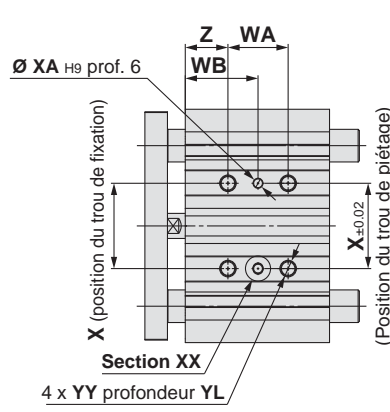 Z WA
Ø XA H9 prof. 6
WB
X (position du trou de fixation)
X±0.02
(Position du trou de piétage)
Section XX
4 x YY profondeur YL